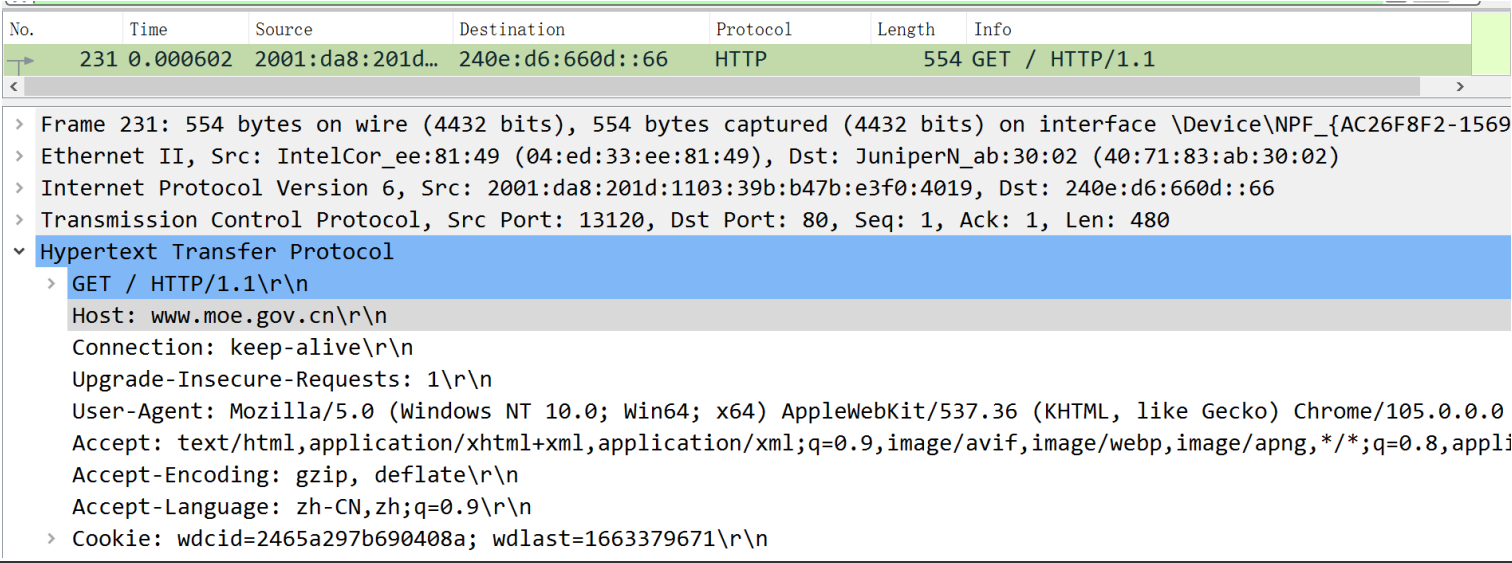 No. Time Source Destination Protocol Length Info
231 0.000602 2001:da8:201d… 240e:d6:660d::66 HTTP 554 GET / HTTP/1.1
Frame 231: 554 bytes on wire (4432 bits), 554 bytes captured (4432 bits) on interface \Device\NPF_{AC26F8F2-1569
Ethernet II, Src: IntelCor_ee:81:49 (04:ed:33:ee:81:49), Dst: JuniperN_ab:30:02 (40:71:83:ab:30:02)
Internet Protocol Version 6, Src: 2001:da8:201d:1103:39b:b47b:e3f0:4019, Dst: 240e:d6:660d::66
Transmission Control Protocol, Src Port: 13120, Dst Port: 80, Seq: 1, Ack: 1, Len: 480
Hypertext Transfer Protocol
GET / HTTP/1.1\r\n
Host: www.moe.gov.cn\r\n
Connection: keep-alive\r\n
Upgrade-Insecure-Requests: 1\r\n
User-Agent: Mozilla/5.0 (Windows NT 10.0; Win64; x64) AppleWebKit/537.36 (KHTML, like Gecko) Chrome/105.0.0.0
Accept: text/html,application/xhtml+xml,application/xml;q=0.9,image/avif,image/webp,image/apng,*/*;q=0.8,appli
Accept-Encoding: gzip, deflate\r\n
Accept-Language: zh-CN,zh;q=0.9\r\n
Cookie: wdcid=2465a297b690408a; wdlast=1663379671\r\n